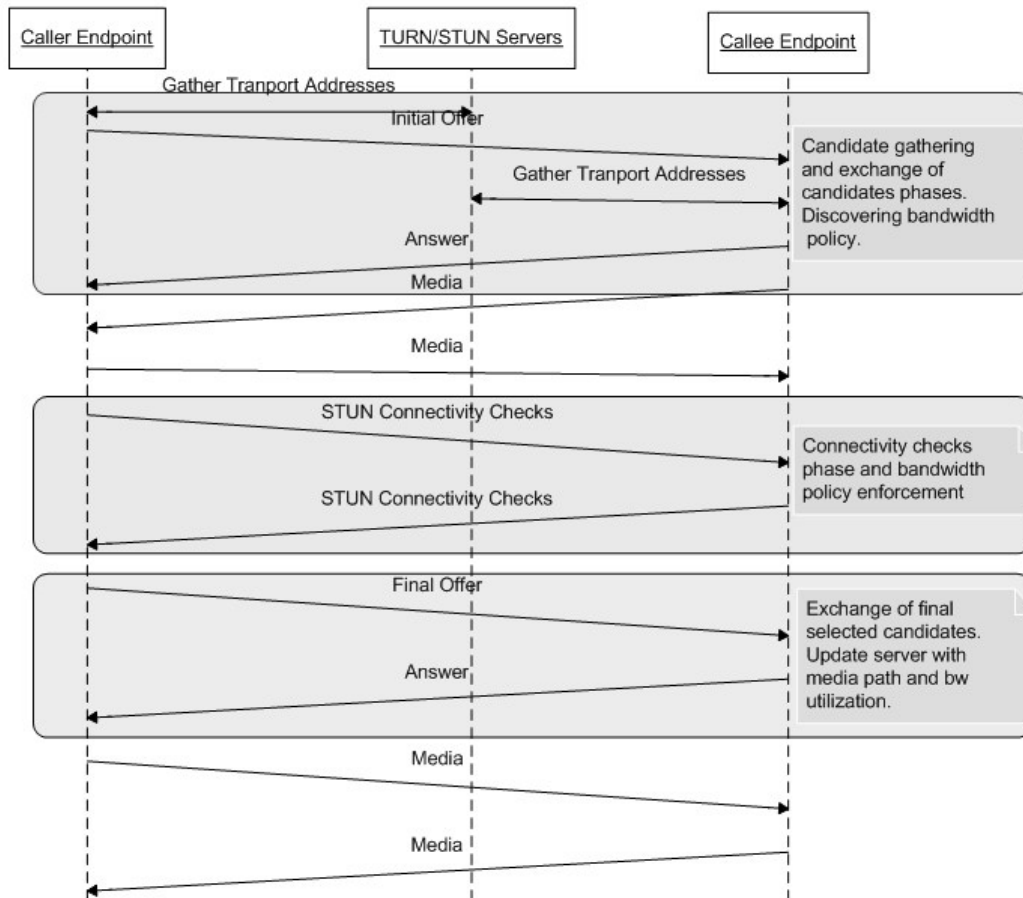 Caller Endpoint
TURN/STUN Servers
Callee Endpoint
Gather Tranport Addresses
Initial Offer
Candidate gathering
and exchange of
candidates phases.
Discovering bandwidth
policy.
Gather Tranport Addresses
Answer
Media
Media
STUN Connectivity Checks
Connectivity checks
phase and bandwidth
policy enforcement
STUN Connectivity Checks
Final Offer
Exchange of final
selected candidates.
Update server with
media path and bw
utilization.
Answer
Media
Media